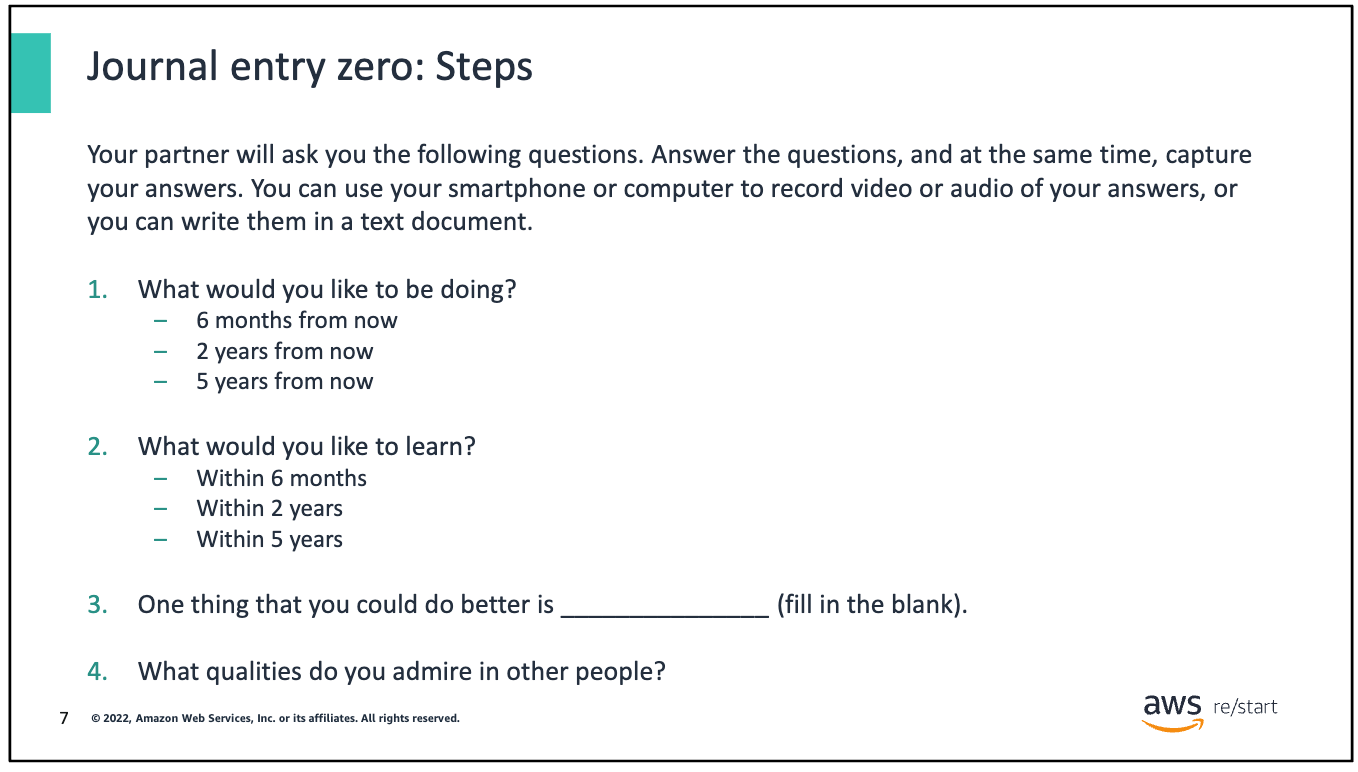 Journal entry zero: Steps
Your partner will ask you the following questions. Answer the questions, and at the same time, capture
your answers. You can use your smartphone or computer to record video or audio of your answers, or
you can write them in a text document.
1. What would you like to be doing?
– 6 months from now
– 2 years from now
– 5 years from now
2. What would you like to learn?
– Within 6 months
– Within 2 years
– Within 5 years
3. One thing that you could do better is _______________ (fill in the blank).
4. What qualities do you admire in other people?
7 © 2022, Amazon Web Services, Inc. or its affiliates. All rights reserved.
aws re/start